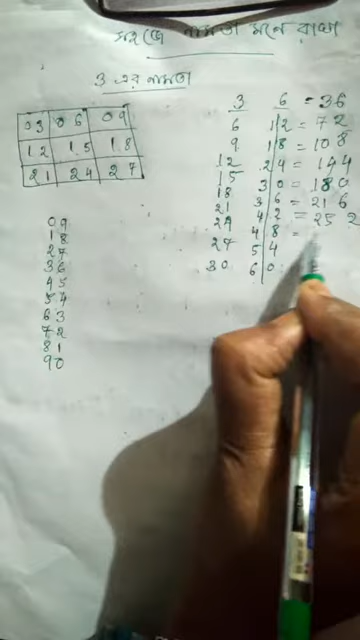 সহজে নামতা মনে রাখা
3 এর নামতা
03 06 09
12 15 18
21 24 27
09
18
27
36
45
54
63
72
81
90
3 6 = 36
6 12 = 72
9 18 = 108
12 24 = 144
15 30 = 180
18 36 = 216
21 42 = 252
24 48 =
27 54
30 60